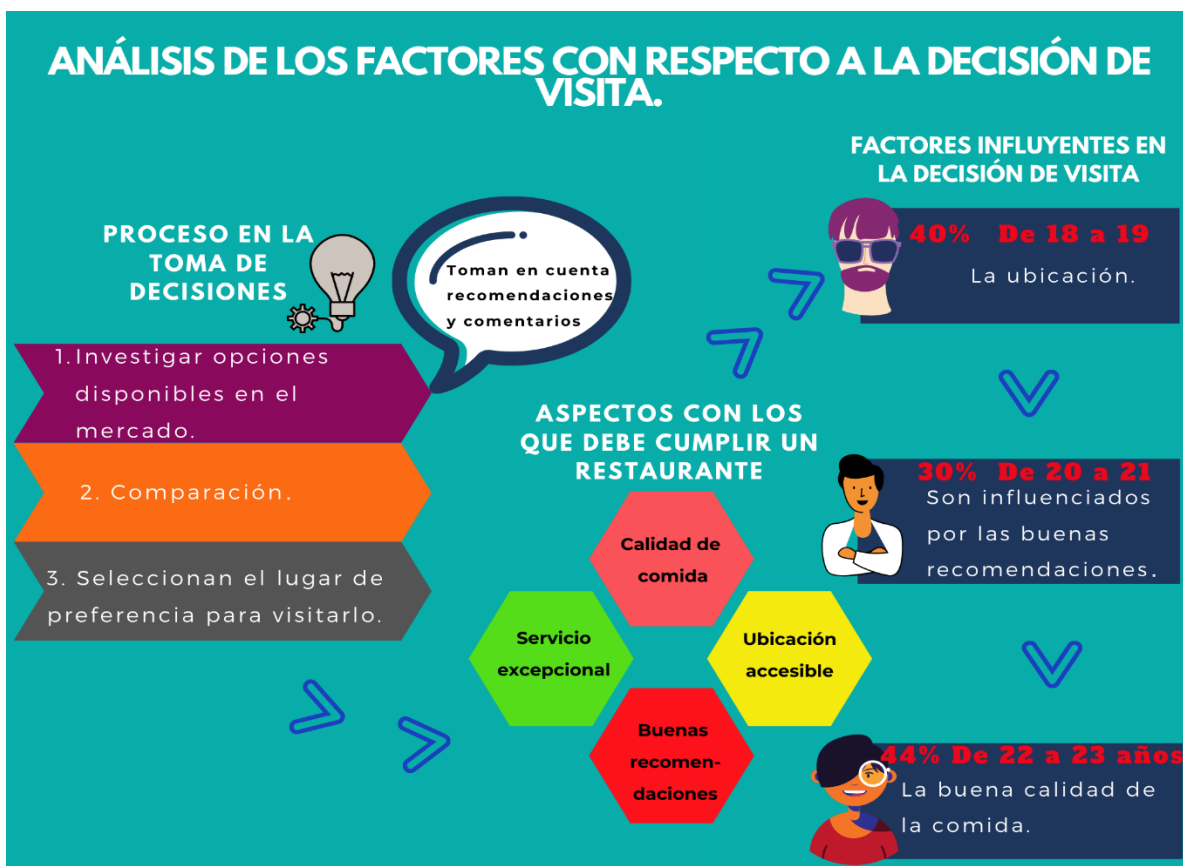 ANÁLISIS DE LOS FACTORES CON RESPECTO A LA DECISIÓN DE
VISITA.
PROCESO EN LA
TOMA DE
DECISIONES
Toman en cuenta
recomendaciones
y comentarios
1. Investigar opciones
disponibles en el
mercado.
2. Comparación.
3. Seleccionan el lugar de
preferencia para visitarlo.
ASPECTOS CON LOS
QUE DEBE CUMPLIR UN
RESTAURANTE
Calidad de
comida
Servicio
excepcional
Ubicación
accesible
Buenas
recomen-
daciones
FACTORES INFLUYENTES EN
LA DECISIÓN DE VISITA
40% De 18 a 19
La ubicación.
30% De 20 a 21
Son influenciados
por las buenas
recomendaciones.
44% De 22 a 23 años
La buena calidad de
la comida.